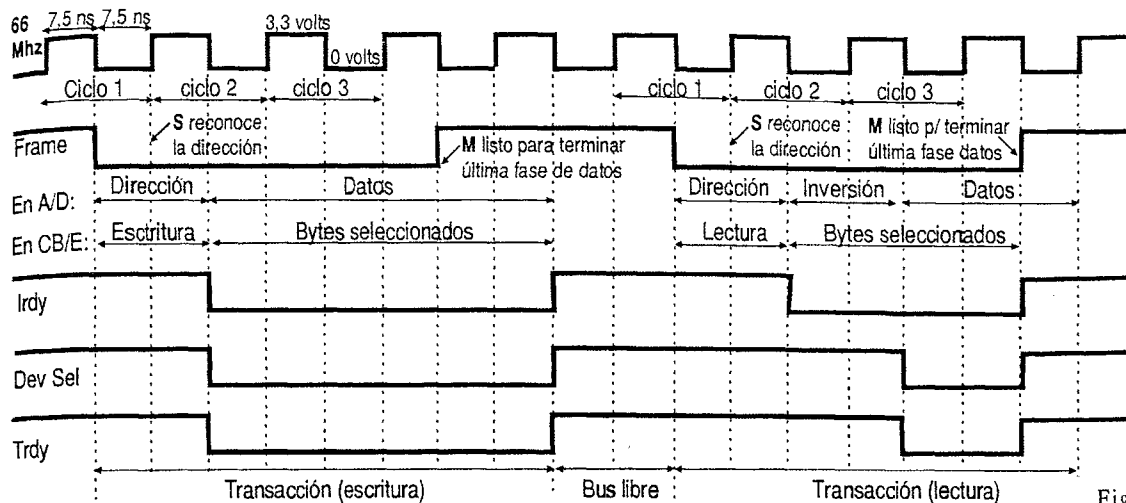 66 Mhz
7,5 ns 7,5 ns
3,3 volts
0 volts
Ciclo 1 ciclo 2 ciclo 3 ciclo 1 ciclo 2 ciclo 3
Frame
S reconoce
la dirección
M listo para terminar
última fase de datos
S reconoce
la dirección
M listo p/ terminar
última fase datos
En A/D: Dirección Datos Dirección Inversión Datos
En CB/E: Esctritura Bytes seleccionados Lectura Bytes seleccionados
Irdy
Dev Sel
Trdy
Transacción (escritura) Bus libre Transacción (lectura)
Fig